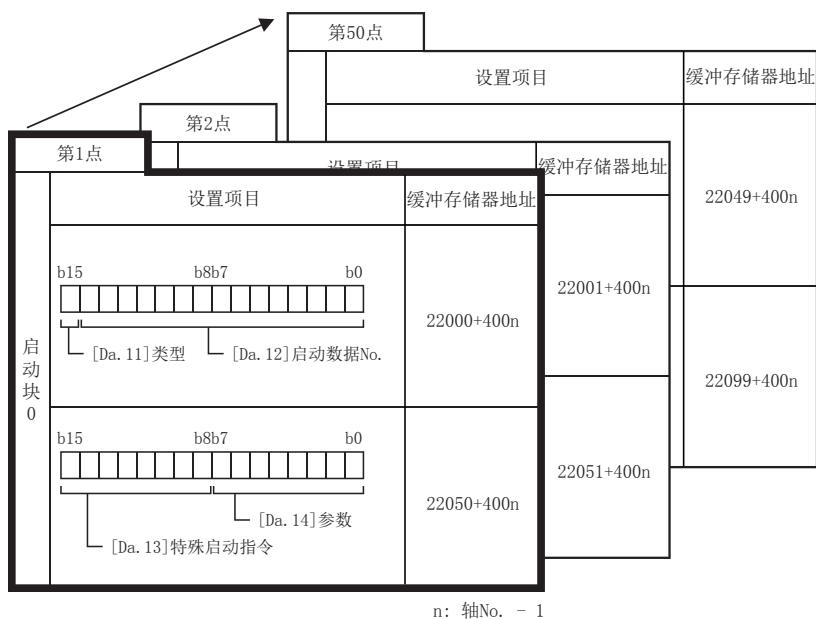 第50点
设置项目 缓冲存储器地址
22049+400n
22099+400n
第2点
设置项目 缓冲存储器地址
22001+400n
22051+400n
第1点
设置项目 缓冲存储器地址
启动块0
b15 b8b7 b0
[Da.11]类型 [Da.12]启动数据No.
22000+400n
b15 b8b7 b0
[Da.14]参数
[Da.13]特殊启动指令
22050+400n
n: 轴No. - 1